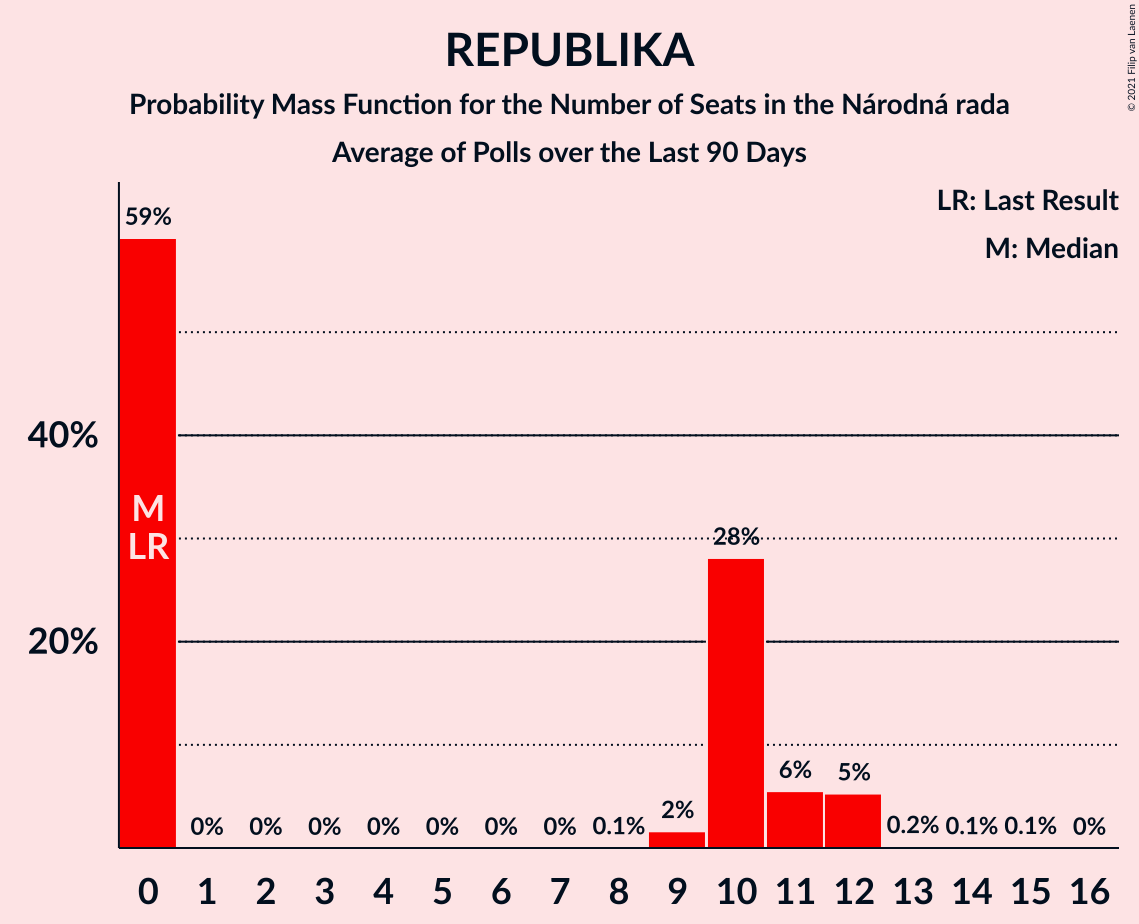 REPUBLIKA
Probability Mass Function for the Number of Seats in the Národná rada
Average of Polls over the Last 90 Days
© 2021 Filip van Laenen
LR: Last Result
M: Median
59%
40%
M
LR
28%
20%
6%
5%
2%
0% 0% 0% 0% 0% 0% 0% 0.1% 0.2% 0.1% 0.1% 0%
0 1 2 3 4 5 6 7 8 9 10 11 12 13 14 15 16